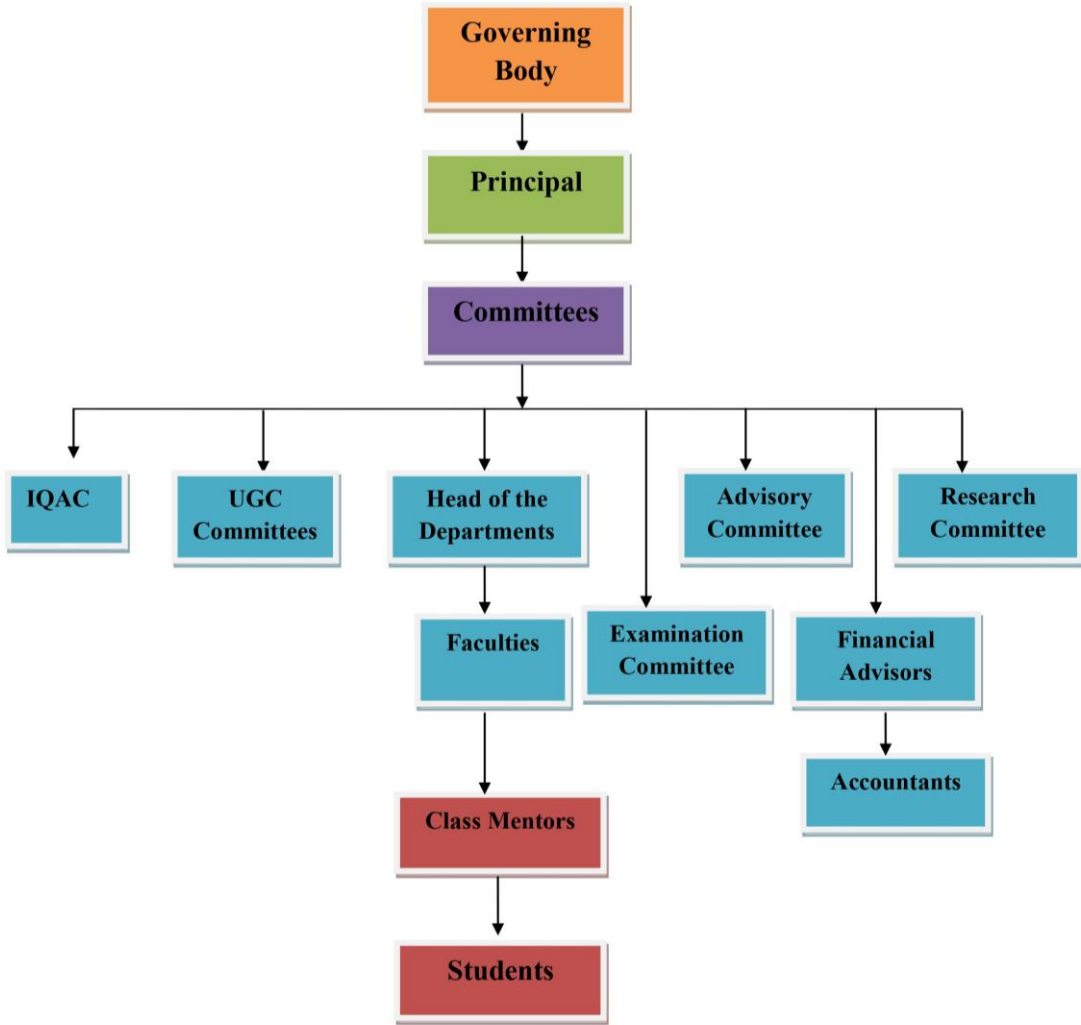 Governing
Body
Principal
Committees
IQAC
UGC
Committees
Head of the
Departments
Advisory
Committee
Research
Committee
Faculties
Examination
Committee
Financial
Advisors
Accountants
Class Mentors
Students